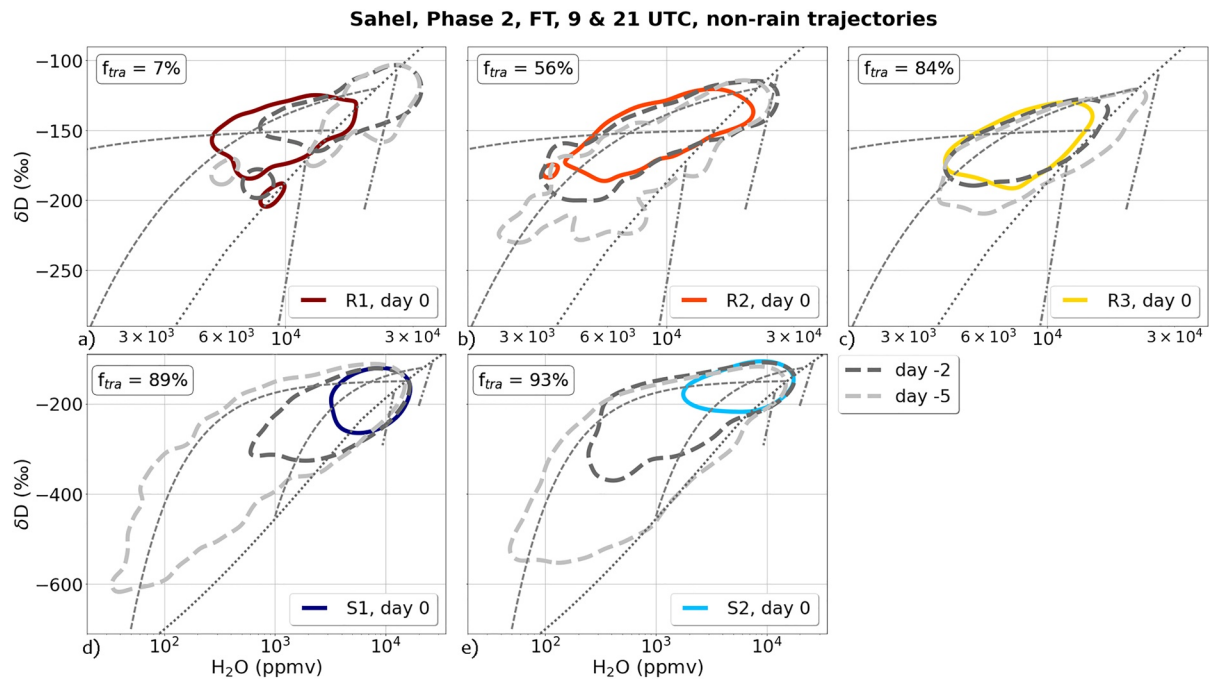 Sahel, Phase 2, FT, 9 & 21 UTC, non-rain trajectories
f_tra = 7%
f_tra = 56%
f_tra = 84%
−100
−150
−200
−250
δD (‰)
R1, day 0
R2, day 0
R3, day 0
a)
3 × 10³
6 × 10³
10⁴
3 × 10⁴
b)
3 × 10³
6 × 10³
10⁴
3 × 10⁴
c)
3 × 10³
6 × 10³
10⁴
3 × 10⁴
f_tra = 89%
f_tra = 93%
day -2
day -5
−200
−400
−600
δD (‰)
S1, day 0
S2, day 0
d)
10²
10³
10⁴
e)
10²
10³
10⁴
H₂O (ppmv)
H₂O (ppmv)